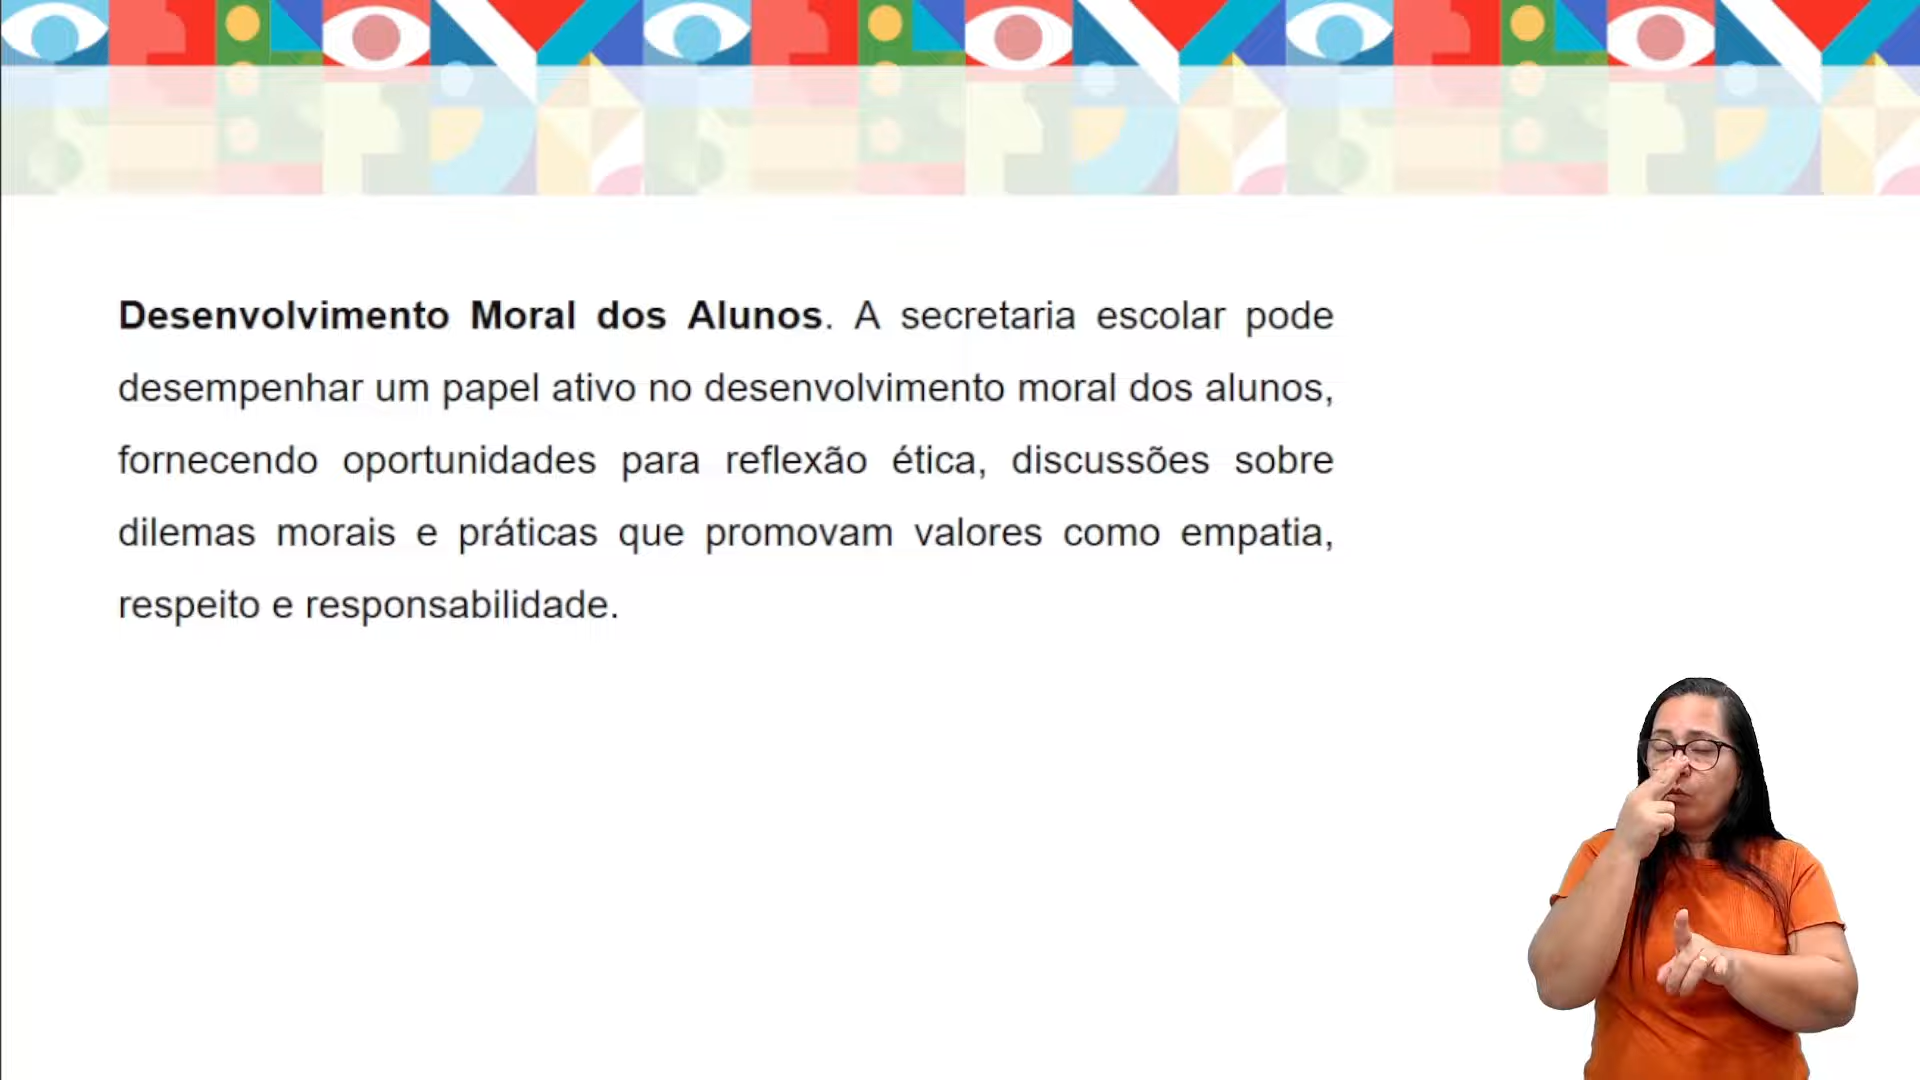 Desenvolvimento Moral dos Alunos. A secretaria escolar pode
desempenhar um papel ativo no desenvolvimento moral dos alunos,
fornecendo oportunidades para reflexão ética, discussões sobre
dilemas morais e práticas que promovam valores como empatia,
respeito e responsabilidade.